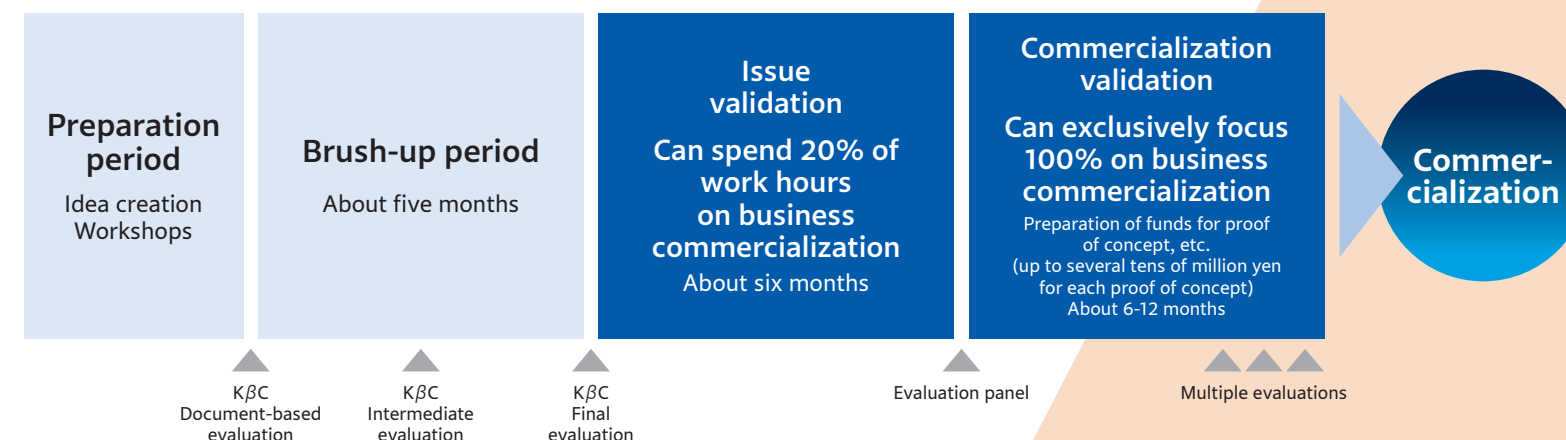 Preparation
period
Idea creation
Workshops
Brush-up period
About five months
Issue
validation
Can spend 20% of
work hours
on business
commercialization
About six months
Commercialization
validation
Can exclusively focus
100% on business
commercialization
Preparation of funds for proof
of concept, etc.
(up to several tens of million yen
for each proof of concept)
About 6-12 months
Commer-
cialization
KβC
Document-based
evaluation
KβC
Intermediate
evaluation
KβC
Final
evaluation
Evaluation panel
Multiple evaluations